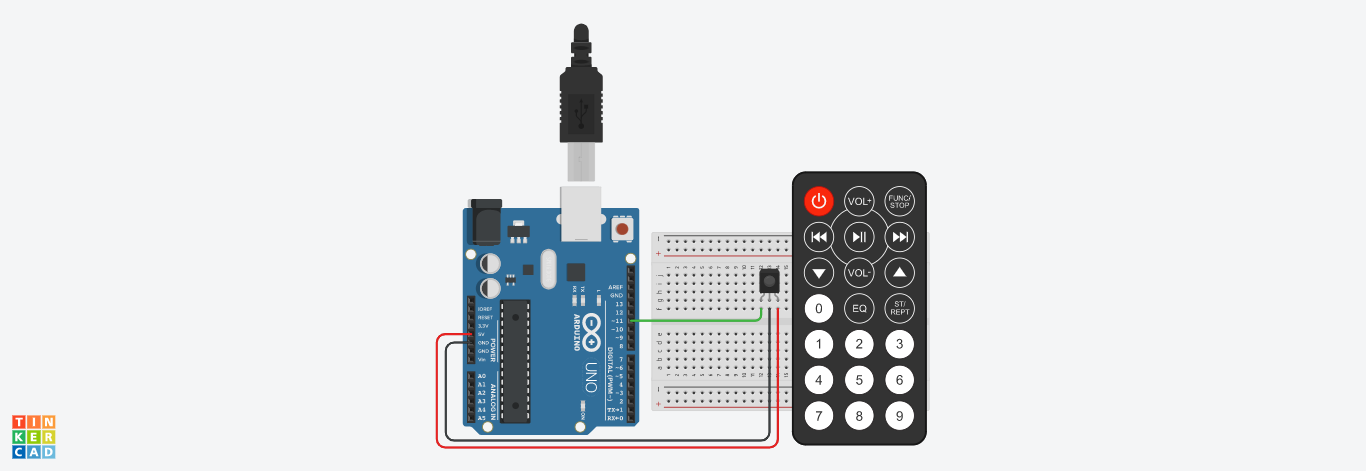 VOL+
FUNC/
STOP
VOL-
0
EQ
ST/
REPT
1
2
3
4
5
6
7
8
9
IOREF
RESET
3.3V
5V
GND
GND
Vin
POWER
A0
A1
A2
A3
A4
A5
ANALOG IN
AREF
GND
13
12
~11
~10
~9
8
7
~6
~5
4
~3
2
TX→1
RX←0
DIGITAL (PWM~)
RX
TX
L
ON
ARDUINO
UNO
TIN
KER
CAD